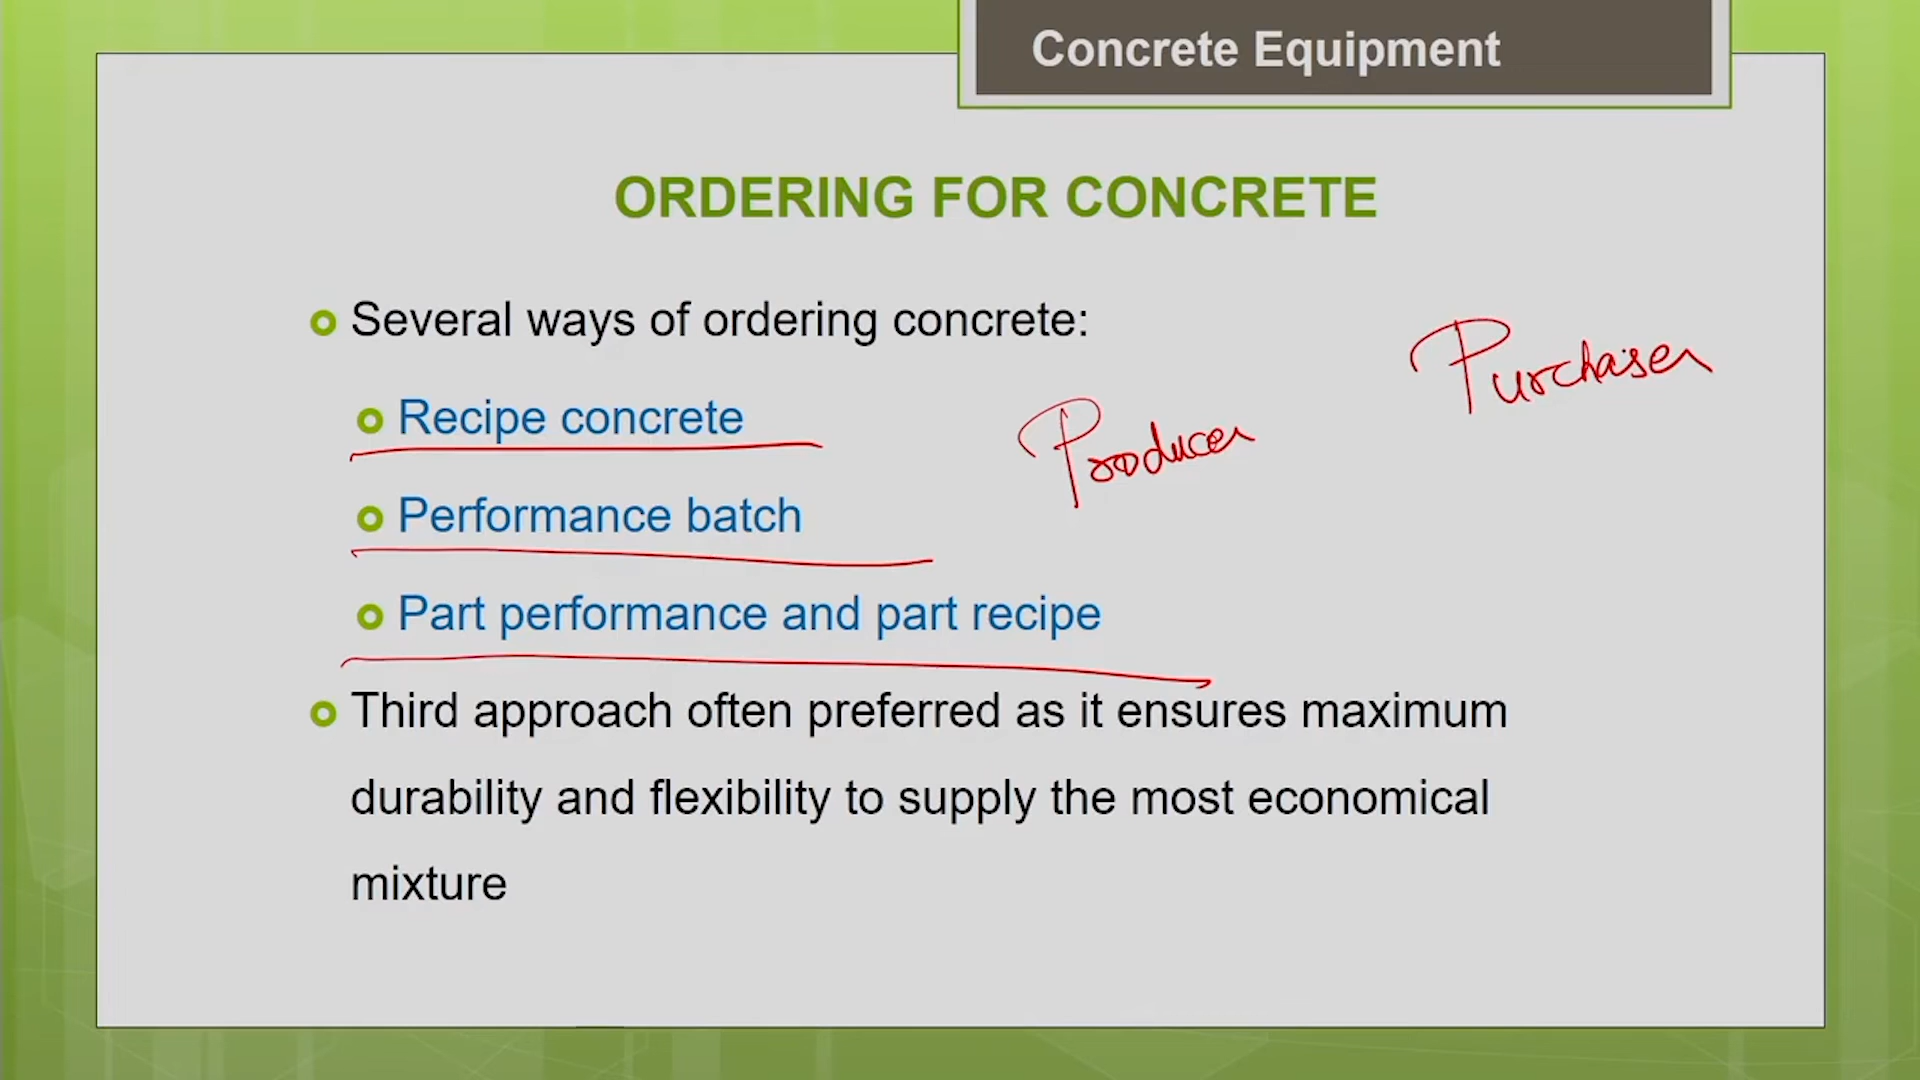 Concrete Equipment
ORDERING FOR CONCRETE
Several ways of ordering concrete:
Purchaser
Recipe concrete
Producer
Performance batch
Part performance and part recipe
Third approach often preferred as it ensures maximum
durability and flexibility to supply the most economical
mixture